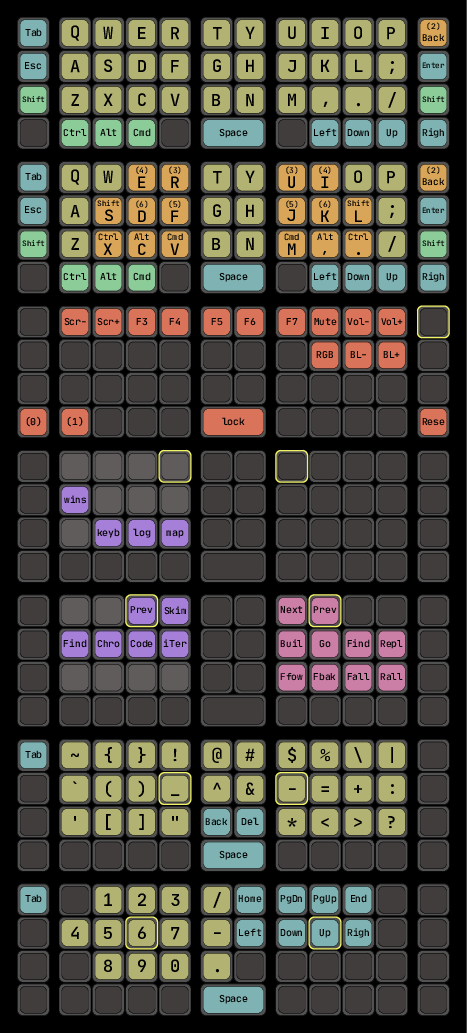 Tab Q W E R T Y U I O P (2) Back
Esc A S D F G H J K L ; Enter
Shift Z X C V B N M , . / Shift
Ctrl Alt Cmd Space Left Down Up Righ
Tab Q W (4) E (3) R T Y (3) U (4) I O P (2) Back
Esc A Shift S (6) D (5) F G H (5) J (6) K Shift L ; Enter
Shift Z Ctrl X Alt C Cmd V B N Cmd M Alt , Ctrl . / Shift
Ctrl Alt Cmd Space Left Down Up Righ
Scr- Scr+ F3 F4 F5 F6 F7 Mute Vol- Vol+
RGB BL- BL+
(0) (1) lock Rese
wins
keyb log map
Prev Skim Next Prev
Find Chro Code iTer Buil Go Find Repl
Ffow Fbak Fall Rall
Tab ~ { } ! @ # $ % \ |
` ( ) _ ^ & - = + :
' [ ] " Back Del * < > ?
Space
Tab 1 2 3 / Home PgDn PgUp End
4 5 6 7 - Left Down Up Righ
8 9 0 .
Space